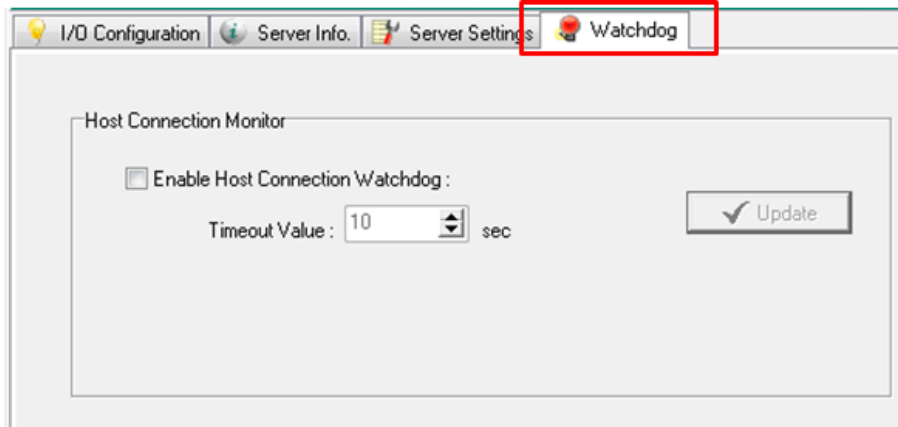 I/O Configuration Server Info. Server Settings Watchdog
Host Connection Monitor
Enable Host Connection Watchdog :
Timeout Value : 10 sec
Update